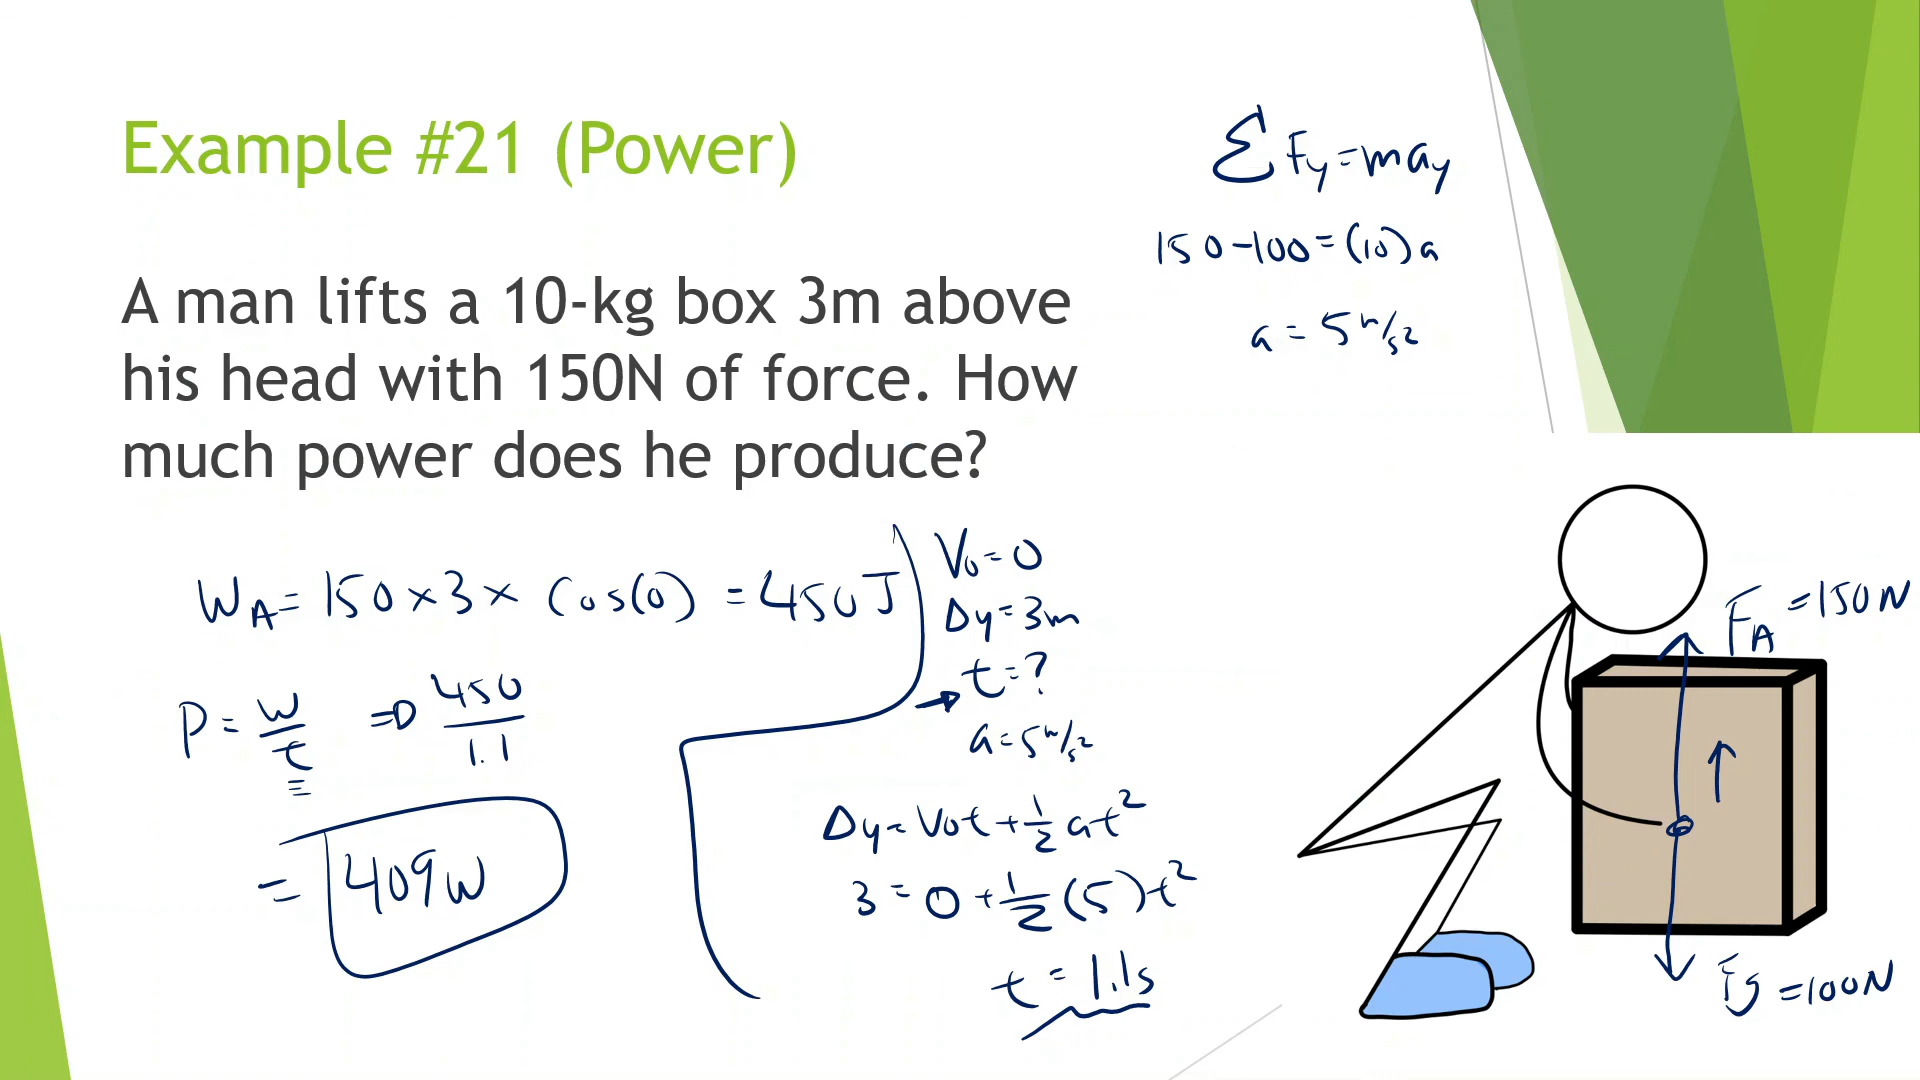 Example #21 (Power)
A man lifts a 10-kg box 3m above
his head with 150N of force. How
much power does he produce?
ΣFy=may
150-100=(10)a
a = 5 m/s²
WA= 150×3× Cos(0) = 450J
P = W/t ⇒ 450/1.1
= 409W
V₀=0
Δy=3m
t=?
a=5m/s²
Δy=V₀t+½at²
3 = 0+½(5)t²
t = 1.1s
FA =150N
Fg =100N